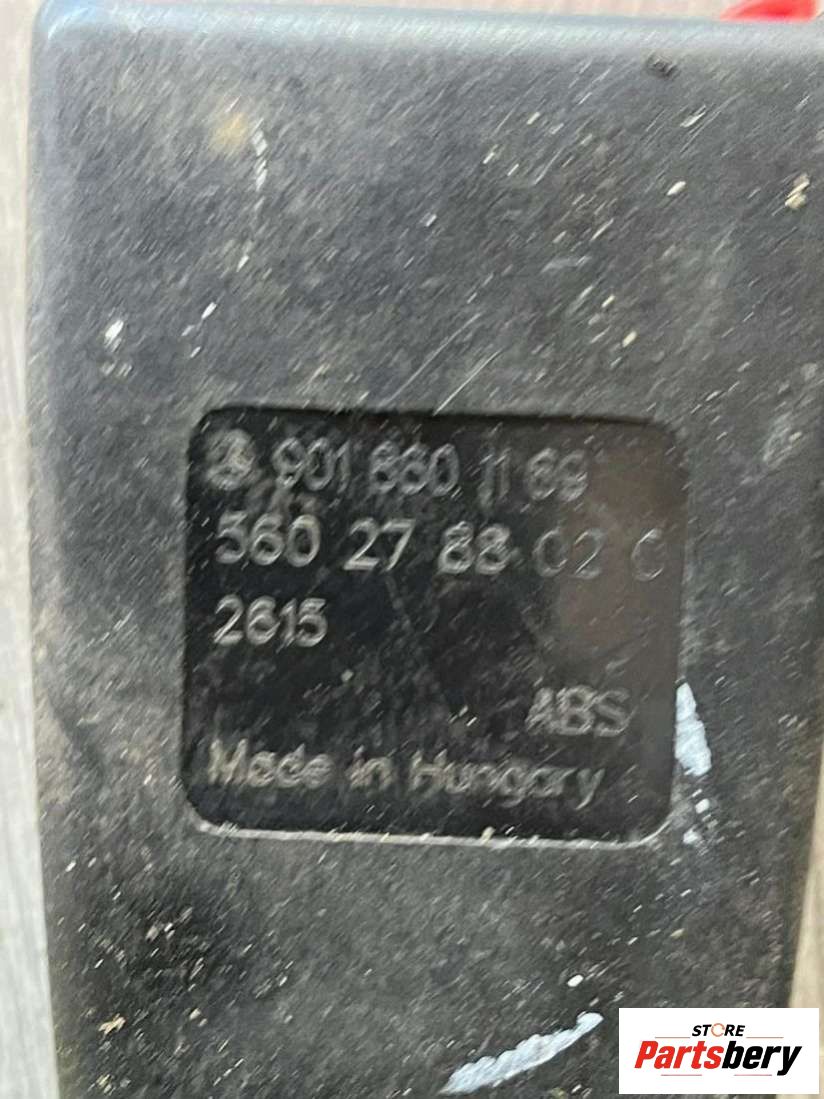 901 860 11 69
560 27 88 02 C
2615
ABS
Made in Hungary
STORE
Partsbery